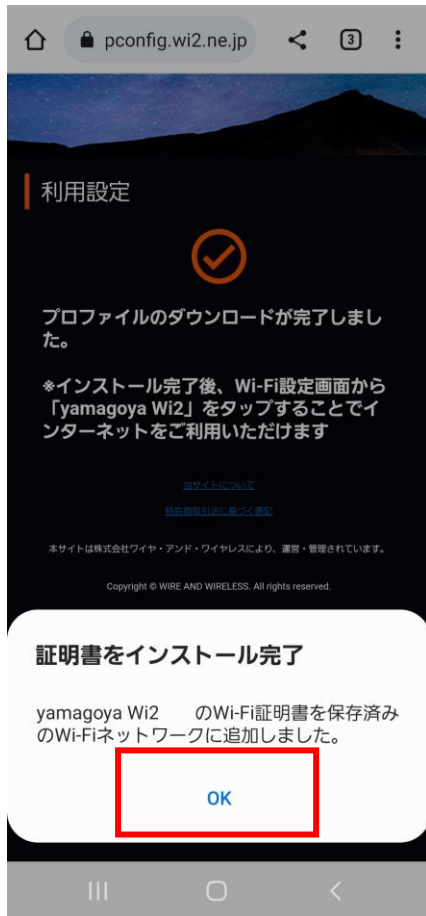 pconfig.wi2.ne.jp
3
利用設定
プロファイルのダウンロードが完了しまし
た。
※インストール完了後、Wi-Fi設定画面から
「yamagoya Wi2」をタップすることでイ
ンターネットをご利用いただけます
当サイトについて
特許商取引法に基づく表記
本サイトは株式会社ワイヤ・アンド・ワイヤレスにより、運営・管理されています。
Copyright © WIRE AND WIRELESS. All rights reserved.
証明書をインストール完了
yamagoya Wi2 のWi-Fi証明書を保存済み
のWi-Fiネットワークに追加しました。
OK